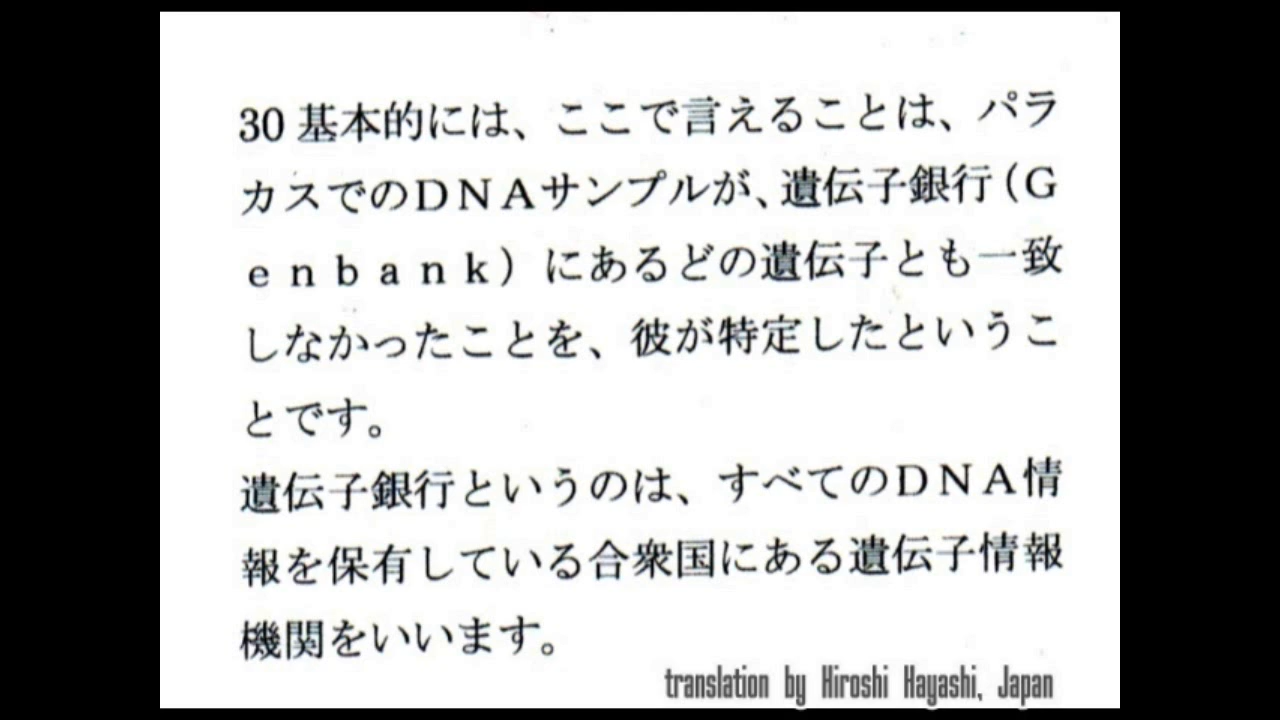 30 基本的には、ここで言えることは、パラ
カスでのＤＮＡサンプルが、遺伝子銀行（Ｇ
ｅｎｂａｎｋ）にあるどの遺伝子とも一致
しなかったことを、彼が特定したというこ
とです。
遺伝子銀行というのは、すべてのＤＮＡ情
報を保有している合衆国にある遺伝子情報
機関をいいます。
translation by Hiroshi Hayashi, Japan